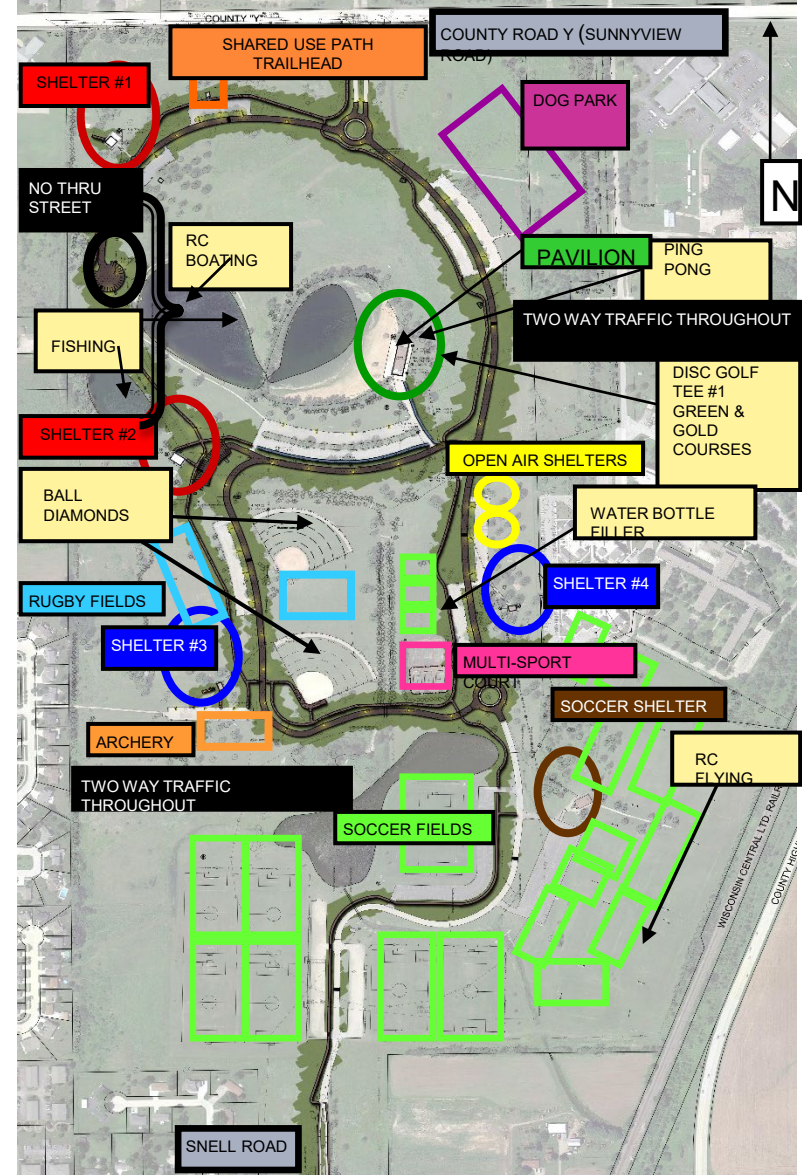 COUNTY "Y"
SHARED USE PATH
TRAILHEAD
COUNTY ROAD Y (SUNNYVIEW
ROAD)
SHELTER #1
DOG PARK
N
NO THRU
STREET
RC
BOATING
PAVILION
PING
PONG
TWO WAY TRAFFIC THROUGHOUT
FISHING
DISC GOLF
TEE #1
GREEN &
GOLD
COURSES
SHELTER #2
OPEN AIR SHELTERS
BALL
DIAMONDS
WATER BOTTLE
FILLER
SHELTER #4
RUGBY FIELDS
SHELTER #3
MULTI-SPORT
COURT
SOCCER SHELTER
ARCHERY
RC
FLYING
TWO WAY TRAFFIC
THROUGHOUT
SOCCER FIELDS
WISCONSIN CENTRAL LTD. RAILR
COUNTY HIGH
SNELL ROAD